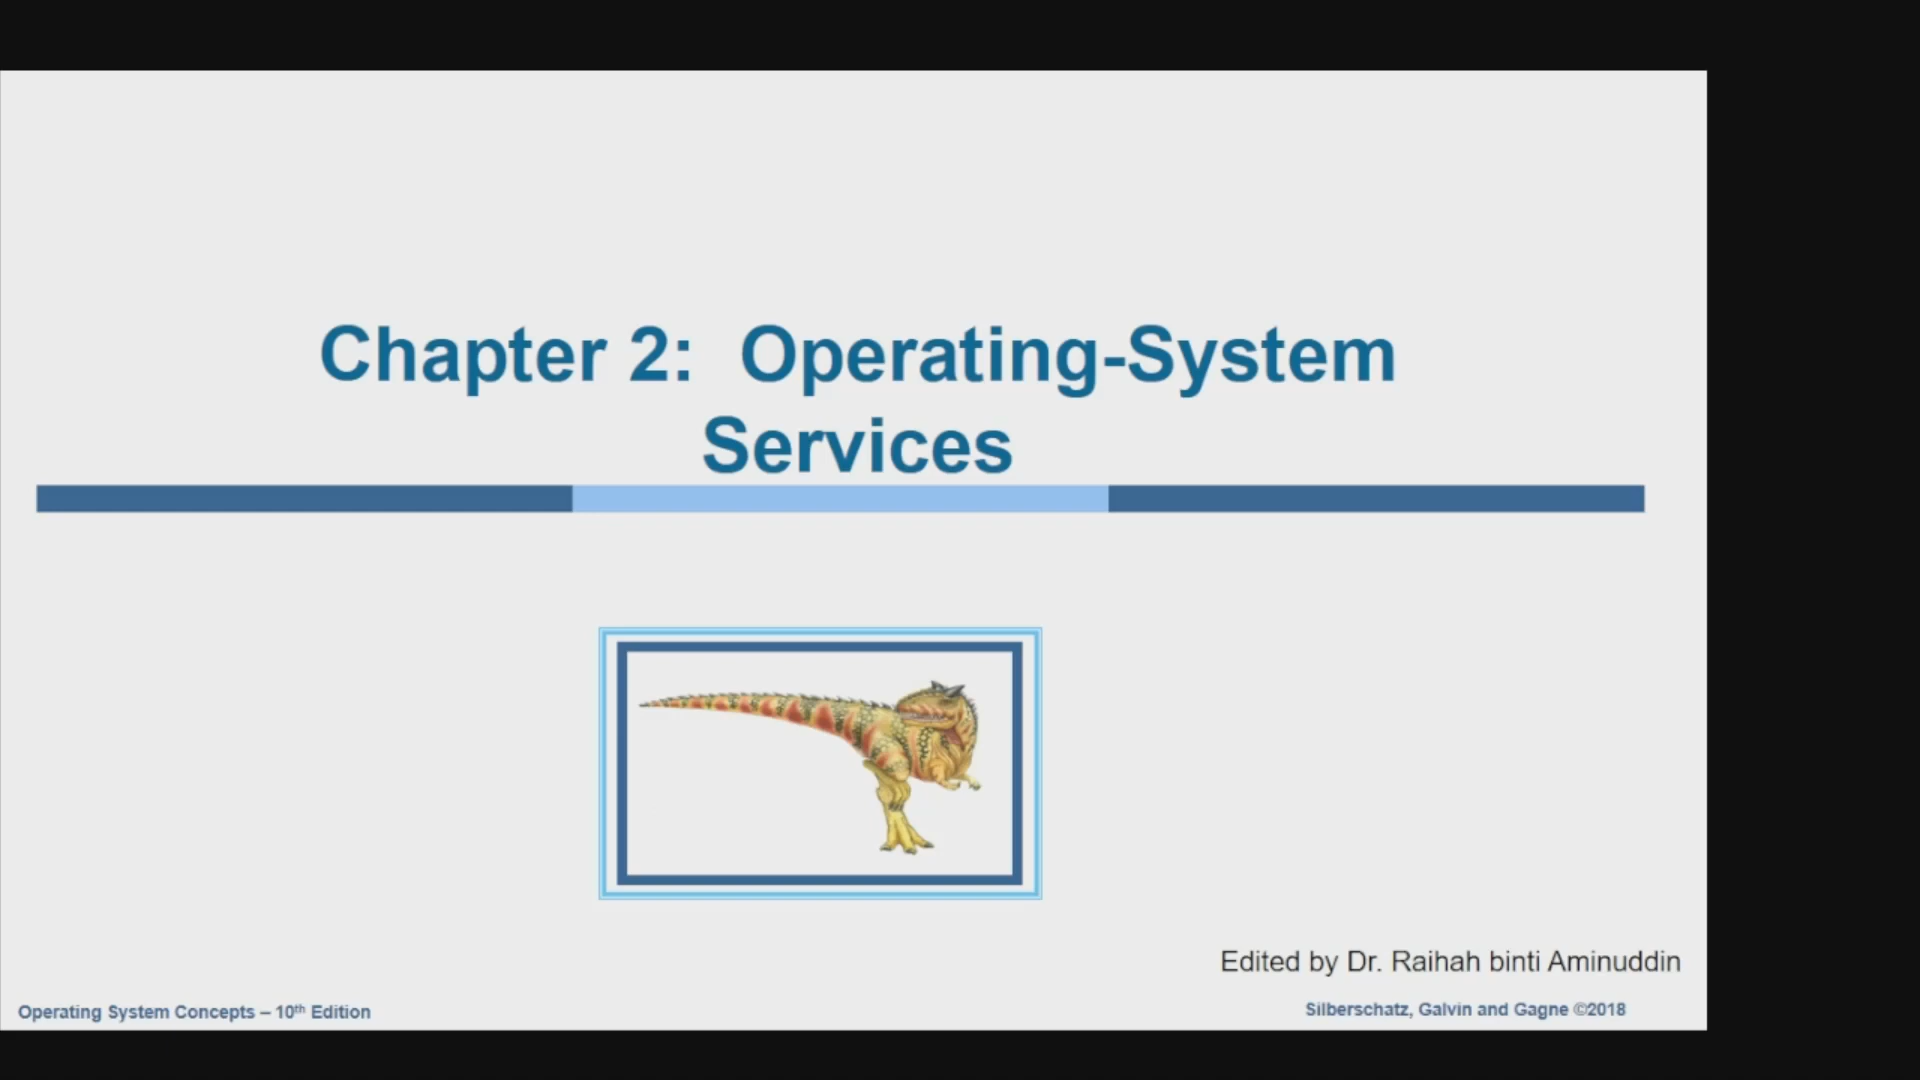 Chapter 2: Operating-System
Services
Edited by Dr. Raihah binti Aminuddin
Operating System Concepts – 10th Edition
Silberschatz, Galvin and Gagne ©2018